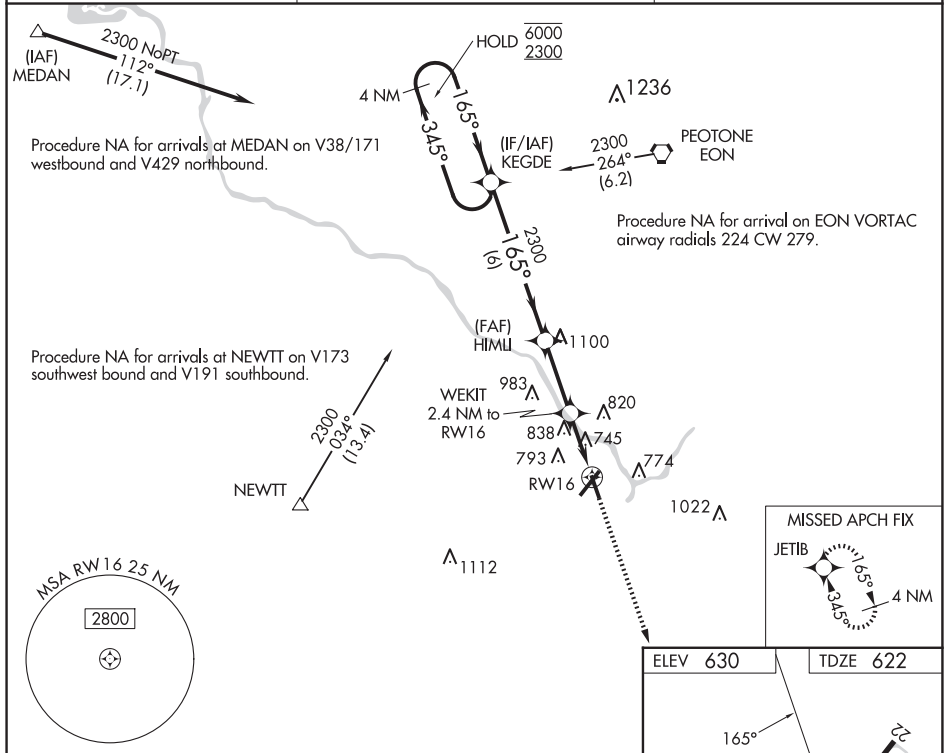 2300 NoPT
112°
(17.1)
(IAF)
MEDAN
HOLD 6000
2300
4 NM
165°
345°
1236
(IF/IAF)
KEGDE
2300
264°
(6.2)
PEOTONE
EON
Procedure NA for arrivals at MEDAN on V38/171
westbound and V429 northbound.
Procedure NA for arrival on EON VORTAC
airway radials 224 CW 279.
2300
165°
(6)
(FAF)
HIMLI
1100
Procedure NA for arrivals at NEWTT on V173
southwest bound and V191 southbound.
983
WEKIT
2.4 NM to
RW16
820
838
745
793
774
RW16
2300
034°
(13.4)
NEWTT
1022
1112
MISSED APCH FIX
JETIB
165°
345°
4 NM
MSA RW16 25 NM
2800
ELEV 630
TDZE 622
165°
22